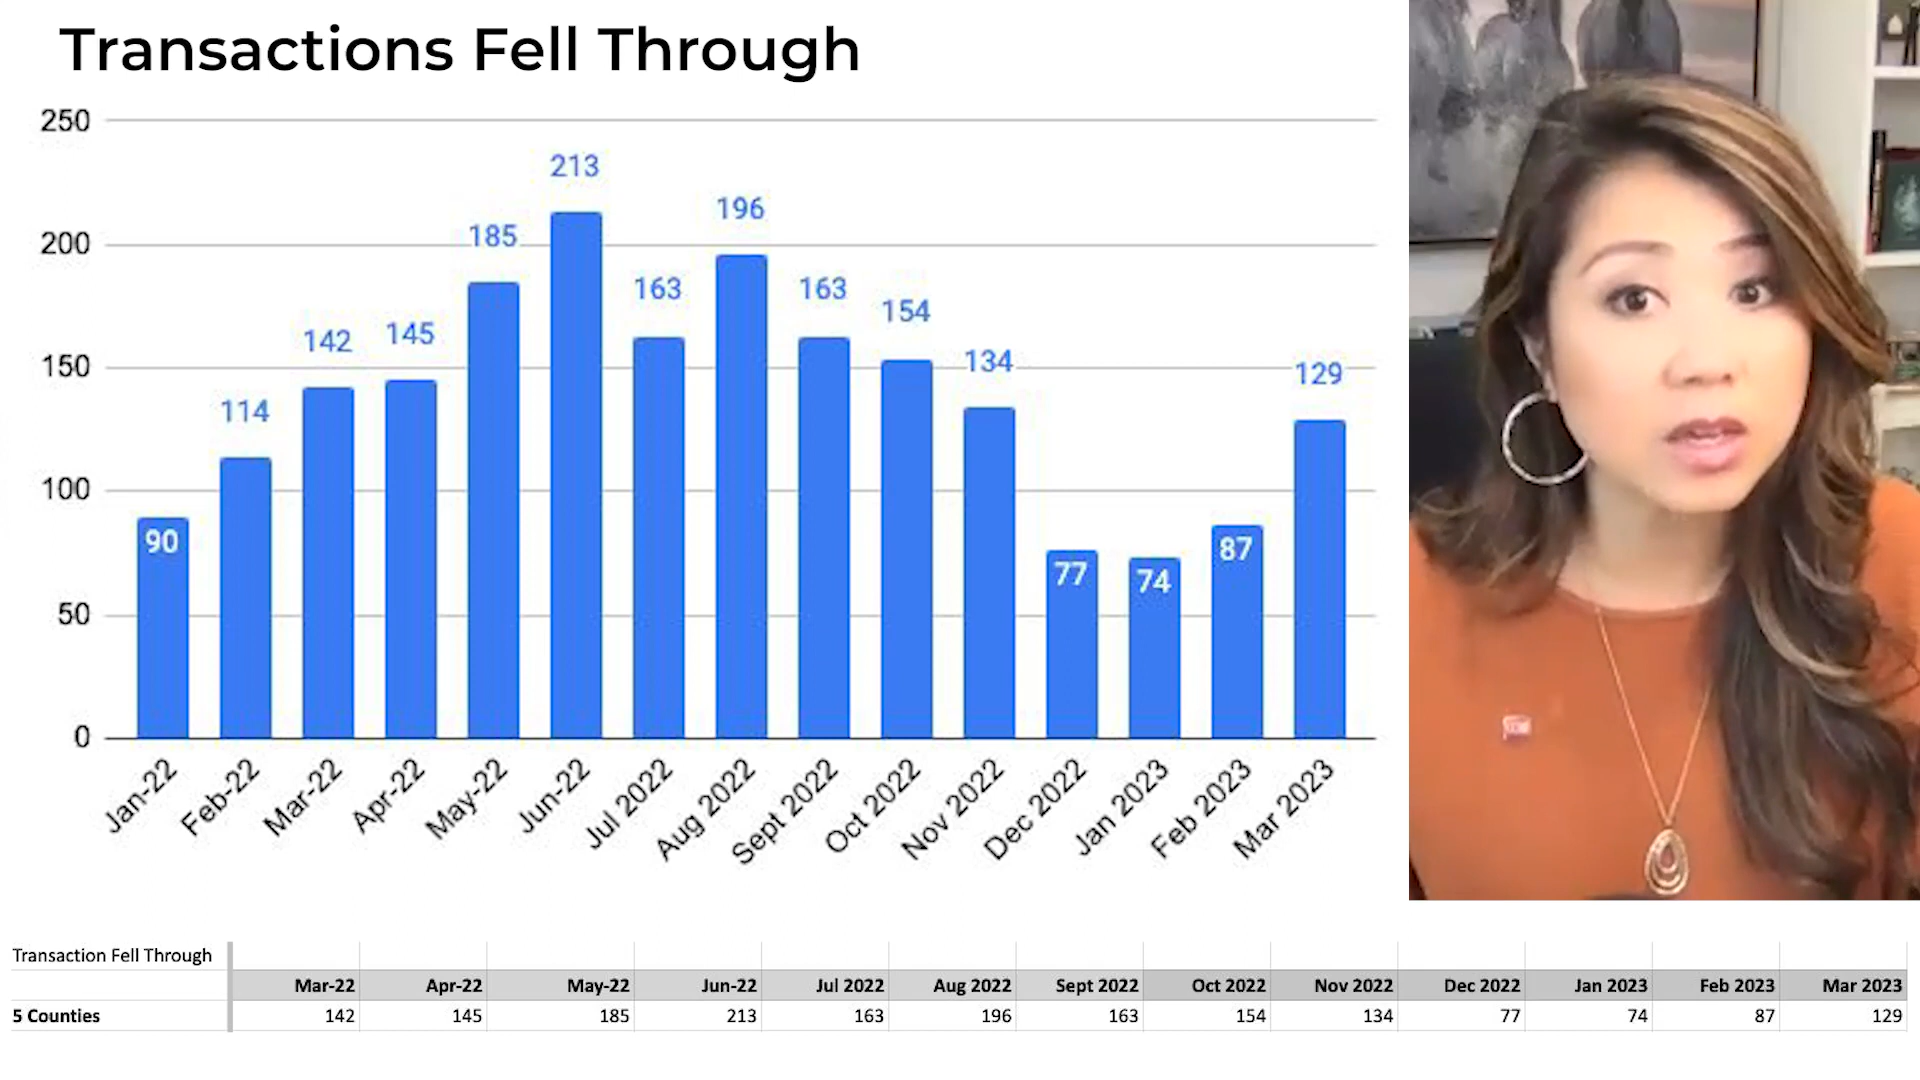 Transactions Fell Through
250
200
150
100
50
0
90
114
142
145
185
213
163
196
163
154
134
77
74
87
129
Jan-22
Feb-22
Mar-22
Apr-22
May-22
Jun-22
Jul 2022
Aug 2022
Sept 2022
Oct 2022
Nov 2022
Dec 2022
Jan 2023
Feb 2023
Mar 2023
Transaction Fell Through
Mar-22 Apr-22 May-22 Jun-22 Jul 2022 Aug 2022 Sept 2022 Oct 2022 Nov 2022 Dec 2022 Jan 2023 Feb 2023 Mar 2023
5 Counties 142 145 185 213 163 196 163 154 134 77 74 87 129